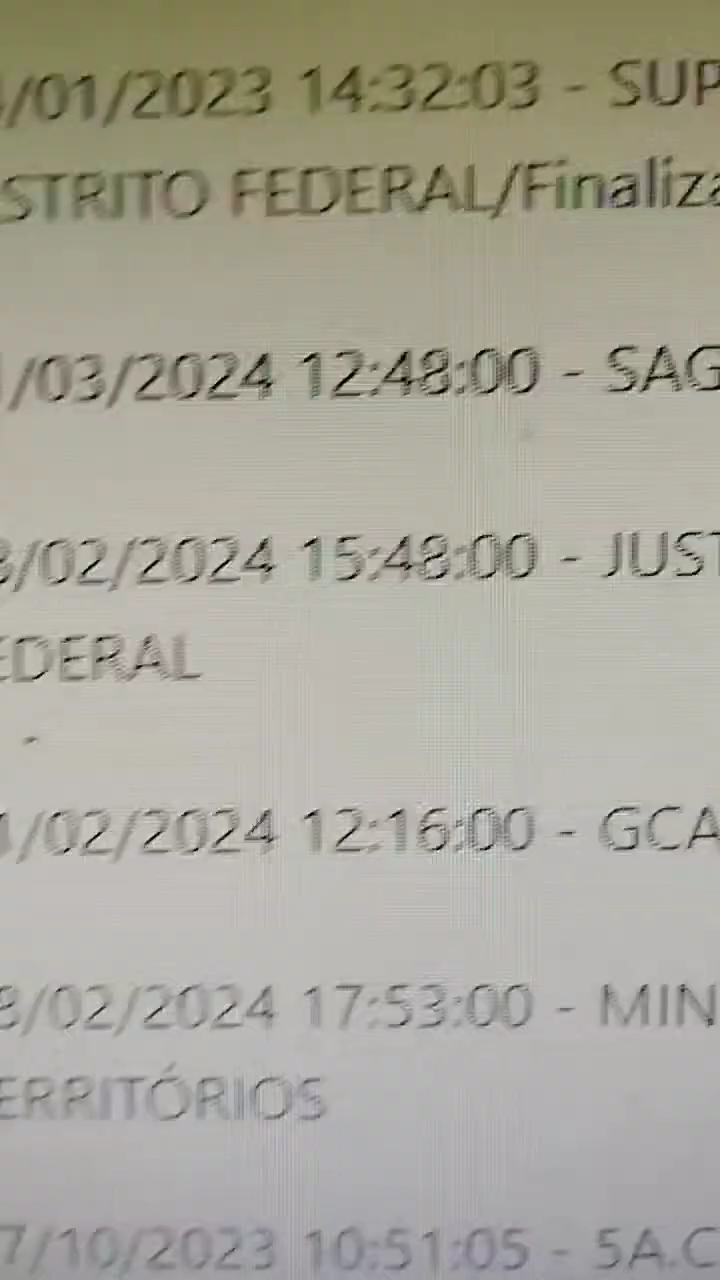 /01/2023 14:32:03 - SUP
STRITO FEDERAL/Finaliza
/03/2024 12:48:00 - SAG
/02/2024 15:48:00 - JUST
EDERAL
-
/02/2024 12:16:00 - GCA
8/02/2024 17:53:00 - MIN
ERRITÓRIOS
7/10/2023 10:51:05 - 5A.C